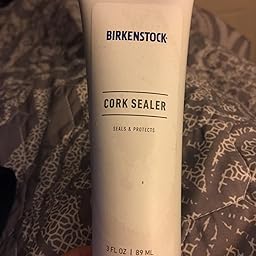 BIRKENSTOCK
CORK SEALER
SEALS & PROTECTS
3 FL OZ | 89 ML